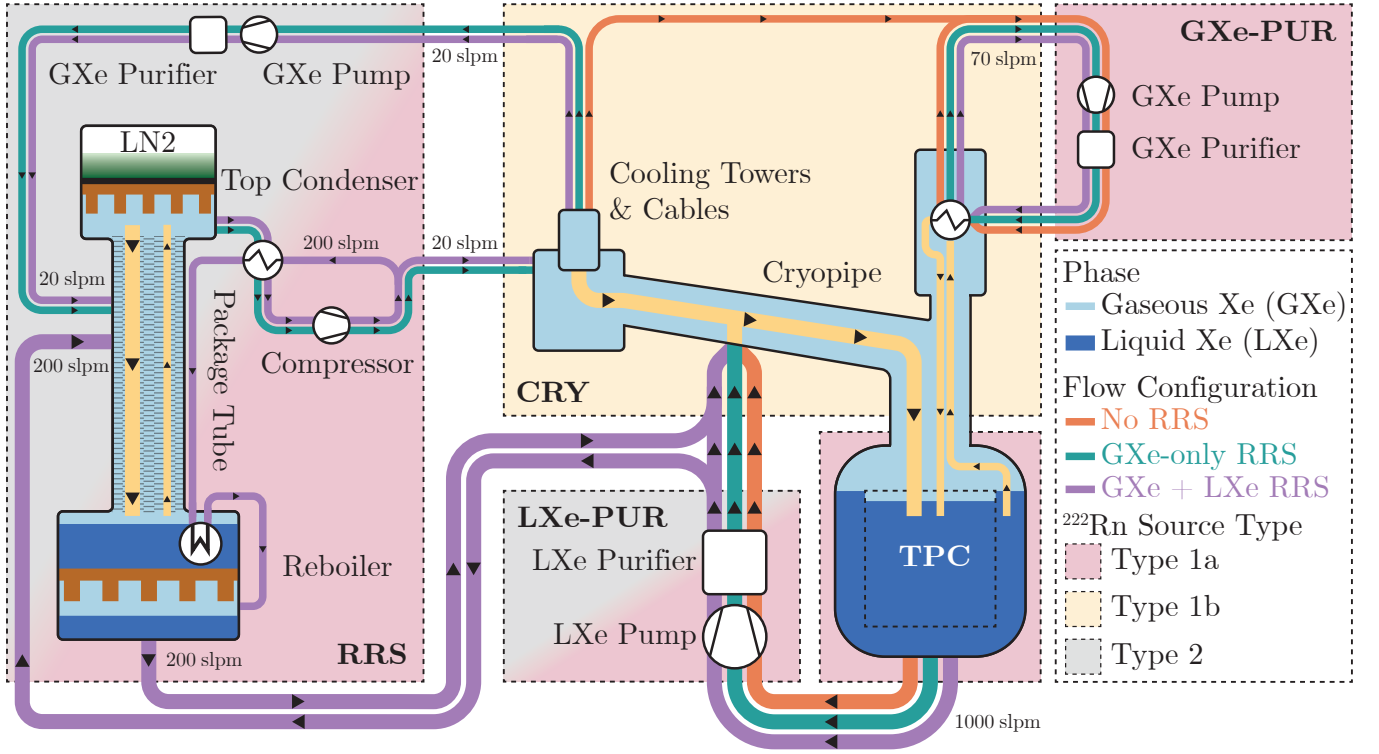 GXe Purifier
GXe Pump
20 slpm
70 slpm
GXe-PUR
GXe Pump
GXe Purifier
LN2
Top Condenser
200 slpm
20 slpm
Cooling Towers
& Cables
Cryopipe
20 slpm
200 slpm
Package Tube
Compressor
CRY
Reboiler
200 slpm
RRS
LXe-PUR
LXe Purifier
LXe Pump
TPC
1000 slpm
Phase
Gaseous Xe (GXe)
Liquid Xe (LXe)
Flow Configuration
No RRS
GXe-only RRS
GXe + LXe RRS
²²²Rn Source Type
Type 1a
Type 1b
Type 2